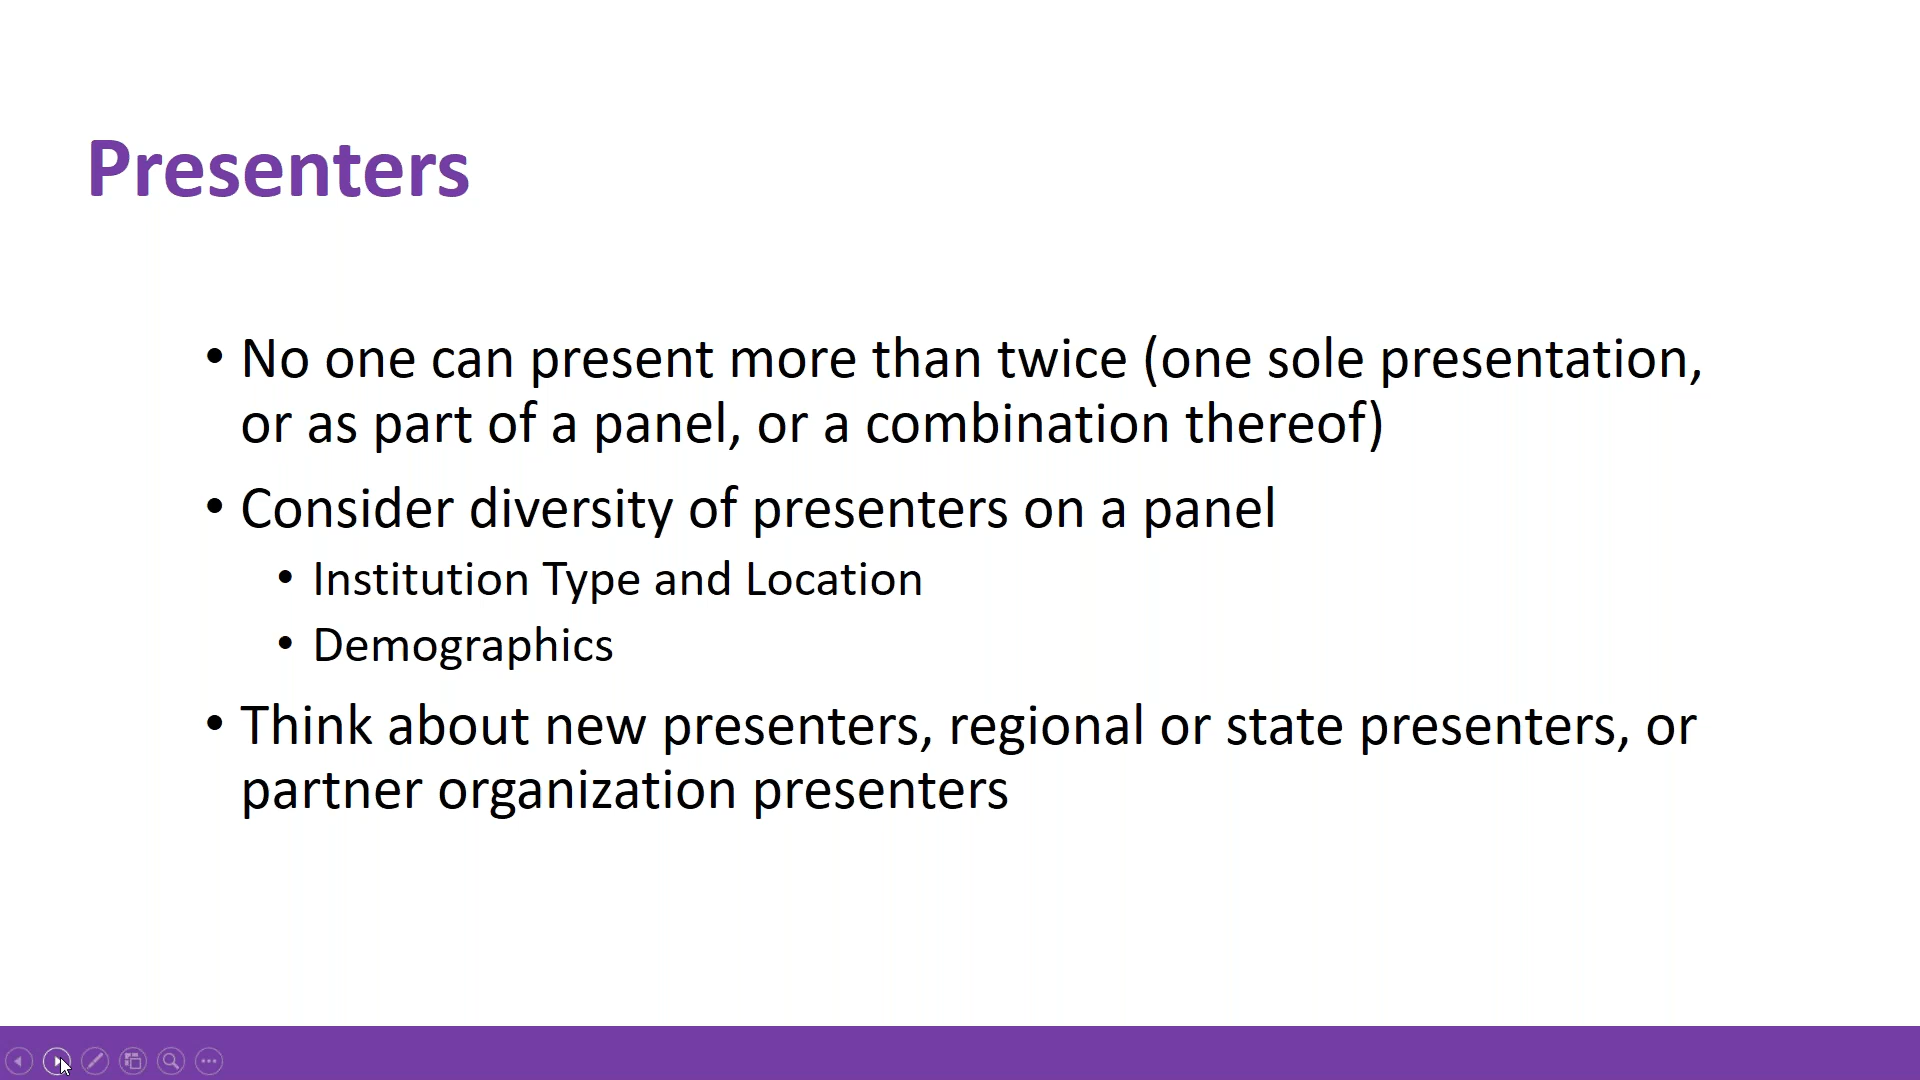 Presenters
• No one can present more than twice (one sole presentation,
or as part of a panel, or a combination thereof)
• Consider diversity of presenters on a panel
• Institution Type and Location
• Demographics
• Think about new presenters, regional or state presenters, or
partner organization presenters